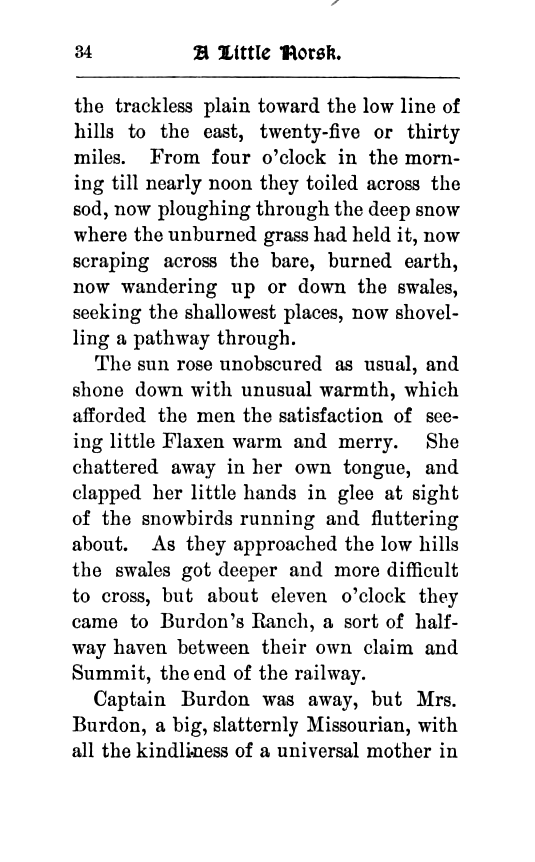 34 A Little Norsk.
the trackless plain toward the low line of
hills to the east, twenty-five or thirty
miles. From four o'clock in the morn-
ing till nearly noon they toiled across the
sod, now ploughing through the deep snow
where the unburned grass had held it, now
scraping across the bare, burned earth,
now wandering up or down the swales,
seeking the shallowest places, now shovel-
ling a pathway through.
The sun rose unobscured as usual, and
shone down with unusual warmth, which
afforded the men the satisfaction of see-
ing little Flaxen warm and merry. She
chattered away in her own tongue, and
clapped her little hands in glee at sight
of the snowbirds running and fluttering
about. As they approached the low hills
the swales got deeper and more difficult
to cross, but about eleven o'clock they
came to Burdon's Ranch, a sort of half-
way haven between their own claim and
Summit, the end of the railway.
Captain Burdon was away, but Mrs.
Burdon, a big, slatternly Missourian, with
all the kindliness of a universal mother in